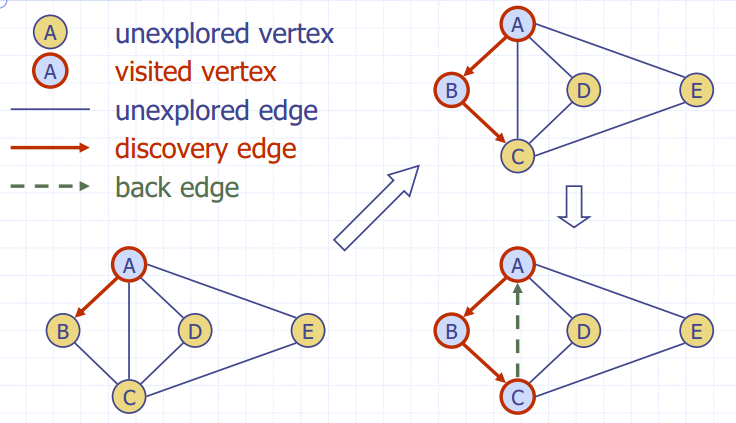 A unexplored vertex
A visited vertex
unexplored edge
discovery edge
back edge
A
B
D
E
C
A
B
D
E
C
A
B
D
E
C